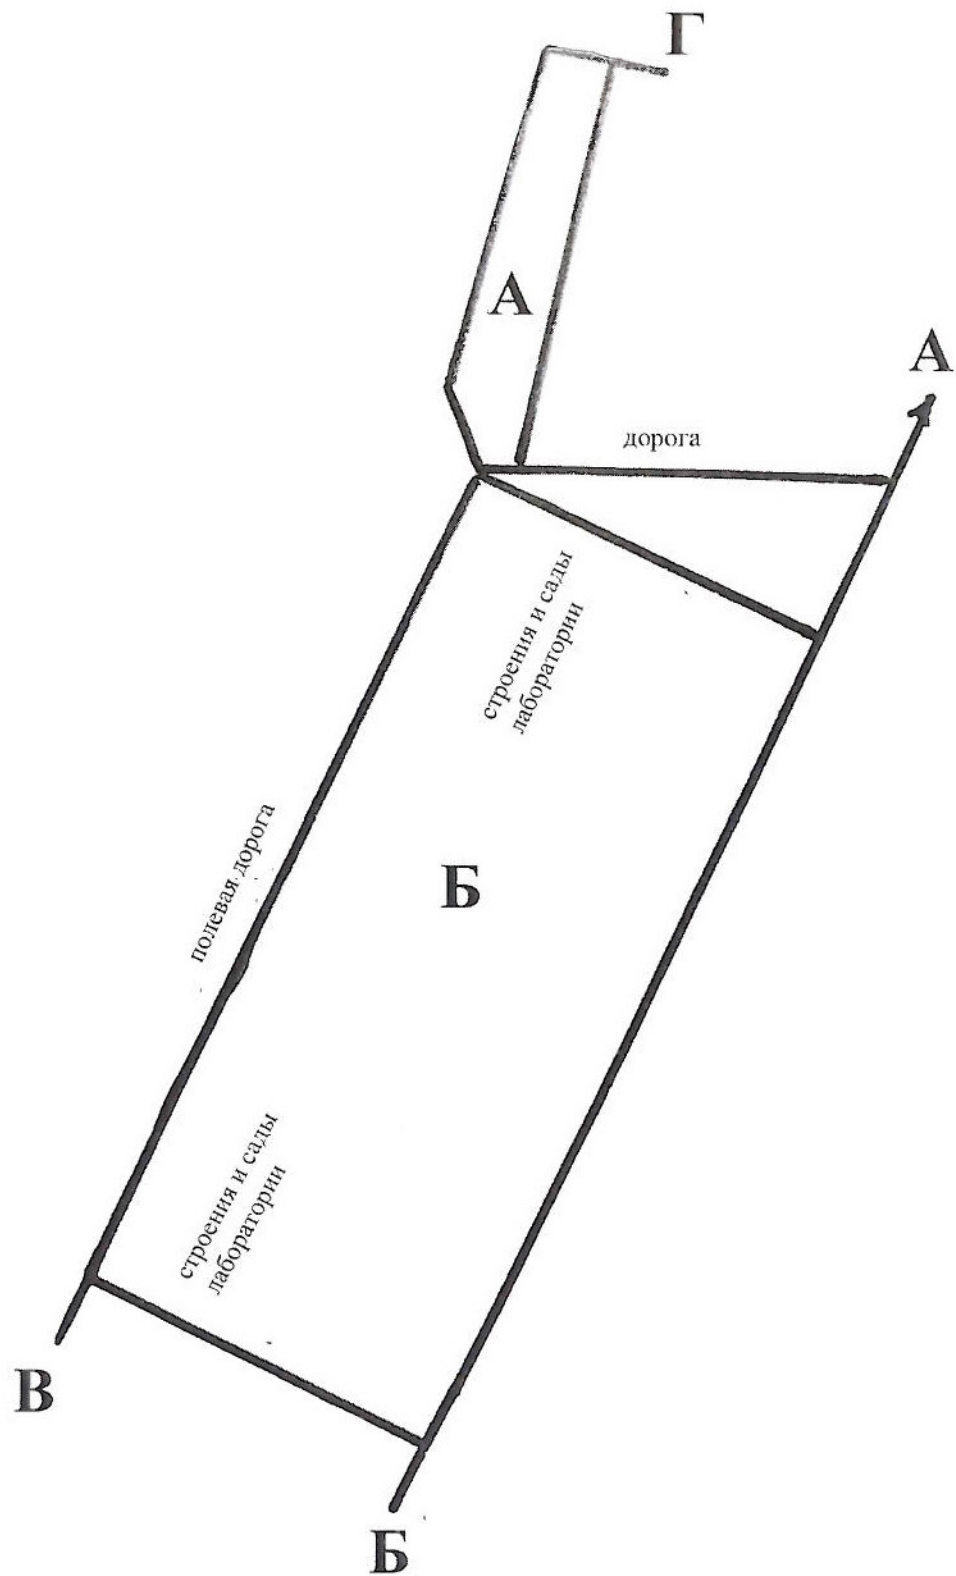 Г
А
А
дорога
строения и сады
лаборатории
полевая дорога
Б
строения и сады
лаборатории
В
Б